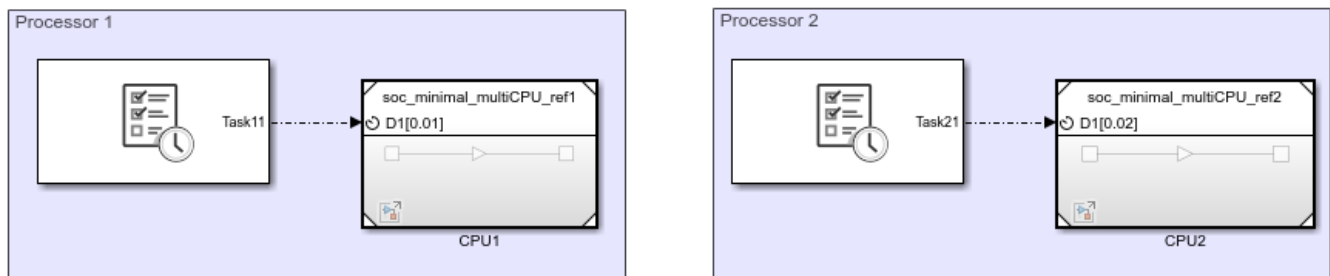 Processor 1
soc_minimal_multiCPU_ref1
Task11
D1[0.01]
CPU1
Processor 2
soc_minimal_multiCPU_ref2
Task21
D1[0.02]
CPU2